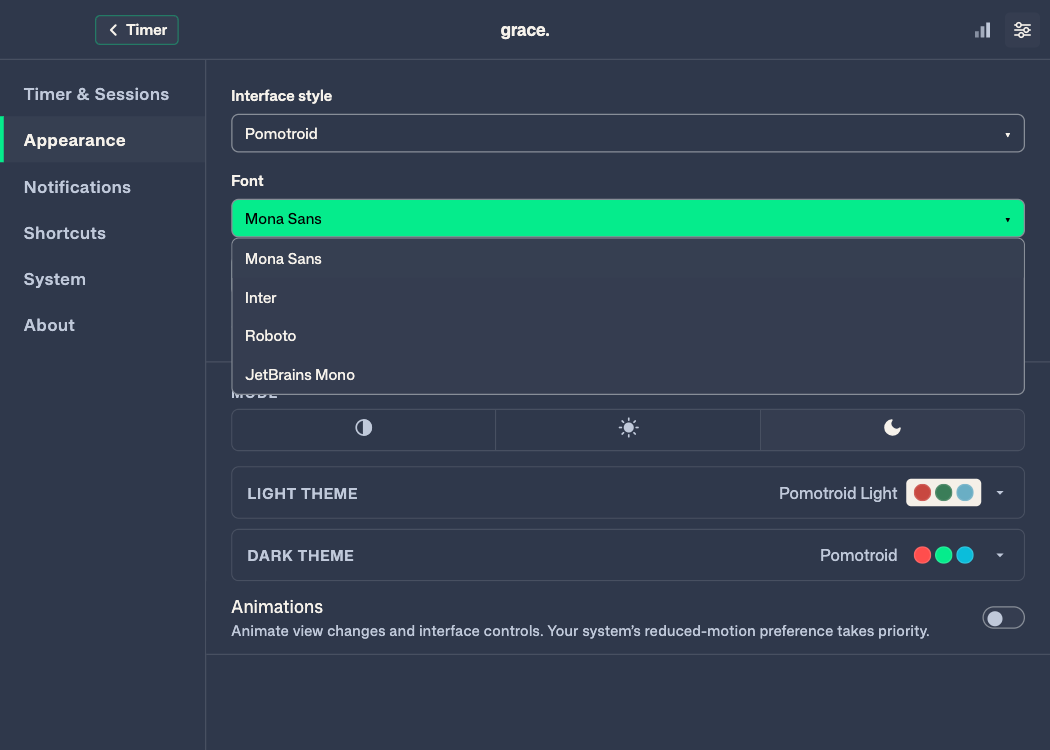 Timer
grace.
Timer & Sessions
Appearance
Notifications
Shortcuts
System
About
Interface style
Pomotroid
Font
Mona Sans
Mona Sans
Inter
Roboto
JetBrains Mono
MODE
LIGHT THEME
Pomotroid Light
DARK THEME
Pomotroid
Animations
Animate view changes and interface controls. Your system’s reduced-motion preference takes priority.